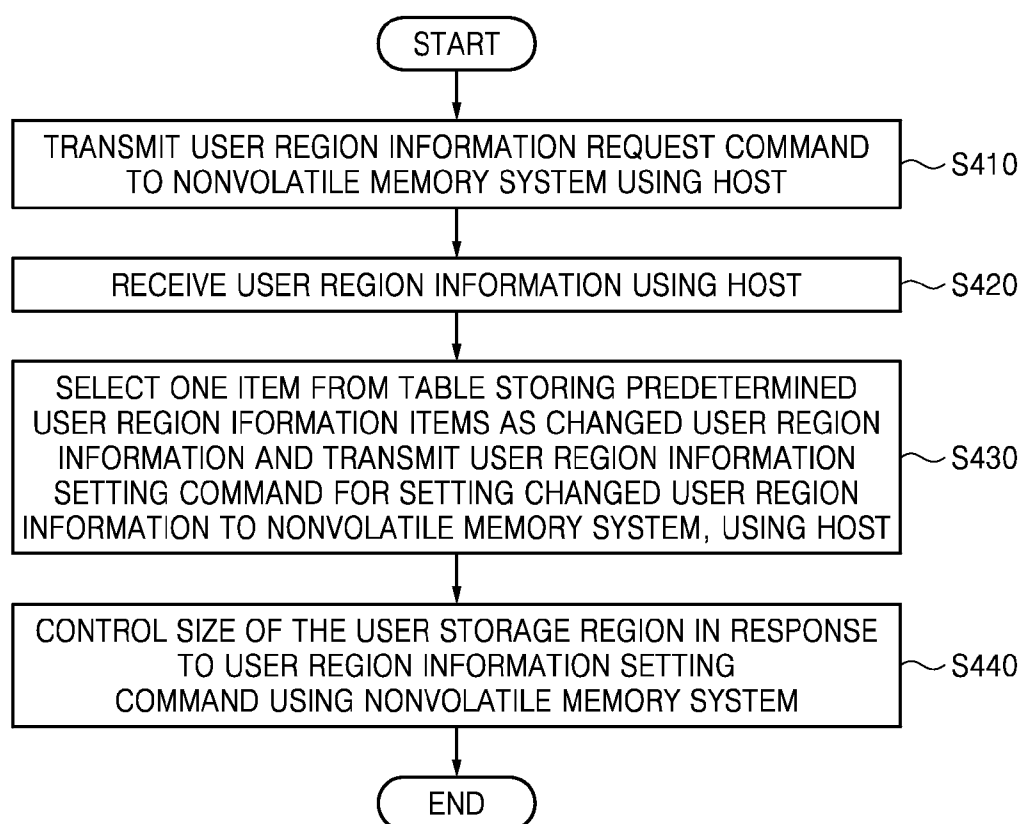 START
TRANSMIT USER REGION INFORMATION REQUEST COMMAND
TO NONVOLATILE MEMORY SYSTEM USING HOST
S410
RECEIVE USER REGION INFORMATION USING HOST
S420
SELECT ONE ITEM FROM TABLE STORING PREDETERMINED
USER REGION IFORMATION ITEMS AS CHANGED USER REGION
INFORMATION AND TRANSMIT USER REGION INFORMATION
SETTING COMMAND FOR SETTING CHANGED USER REGION
INFORMATION TO NONVOLATILE MEMORY SYSTEM, USING HOST
S430
CONTROL SIZE OF THE USER STORAGE REGION IN RESPONSE
TO USER REGION INFORMATION SETTING
COMMAND USING NONVOLATILE MEMORY SYSTEM
S440
END